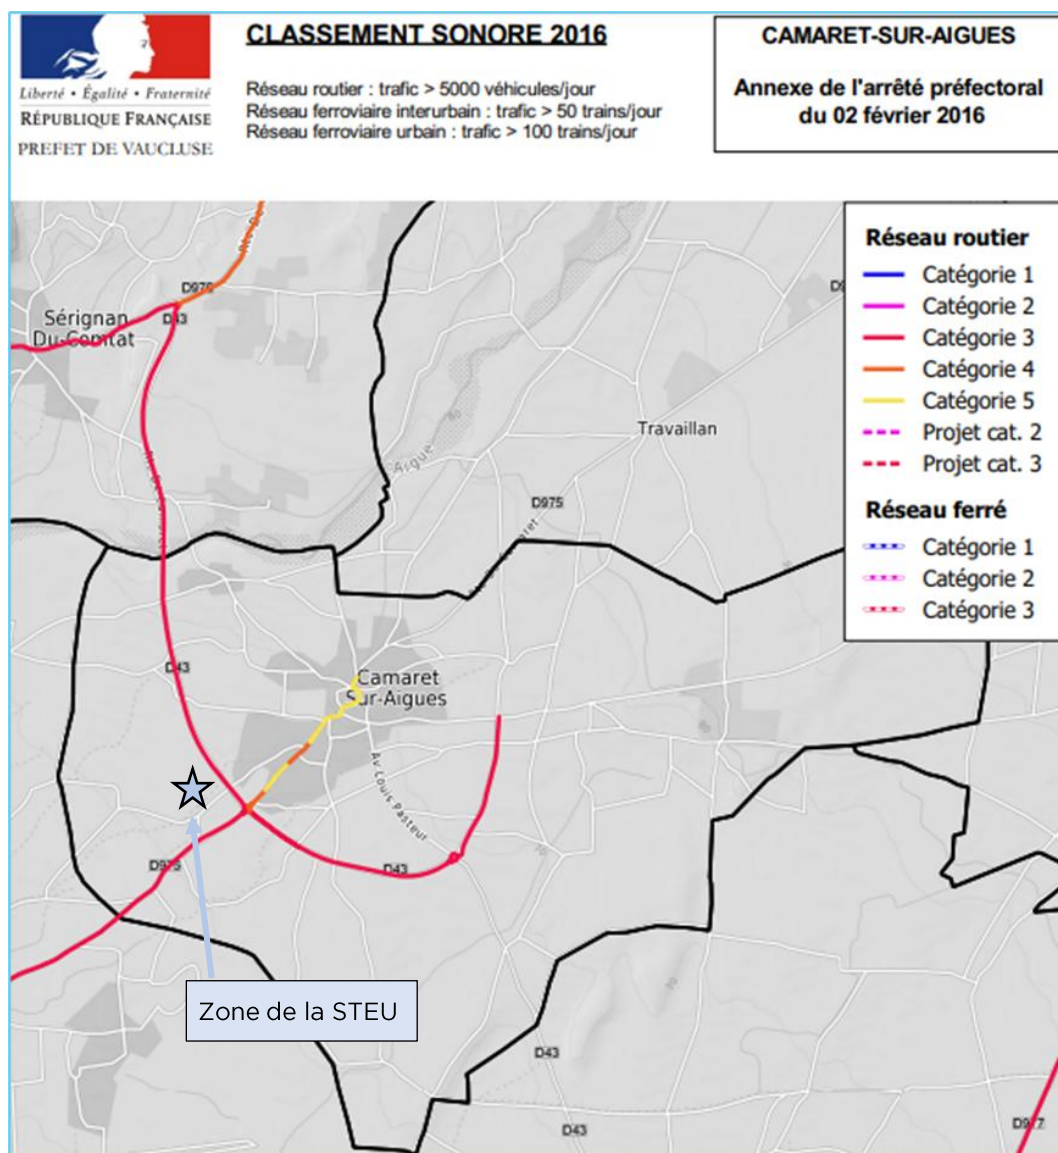 Liberté • Égalité • Fraternité
RÉPUBLIQUE FRANÇAISE
PREFET DE VAUCLUSE
CLASSEMENT SONORE 2016
Réseau routier : trafic > 5000 véhicules/jour
Réseau ferroviaire interurbain : trafic > 50 trains/jour
Réseau ferroviaire urbain : trafic > 100 trains/jour
CAMARET-SUR-AIGUES
Annexe de l'arrêté préfectoral
du 02 février 2016
Réseau routier
Catégorie 1
Catégorie 2
Catégorie 3
Catégorie 4
Catégorie 5
Projet cat. 2
Projet cat. 3
Réseau ferré
Catégorie 1
Catégorie 2
Catégorie 3
D976
D43
Sérignan
Du-Comtat
Travaillan
Aigue
D975
D43
Camaret
Sur-Aigues
Av Louis Pasteur
D975
D43
Zone de la STEU
D43
D43
D977